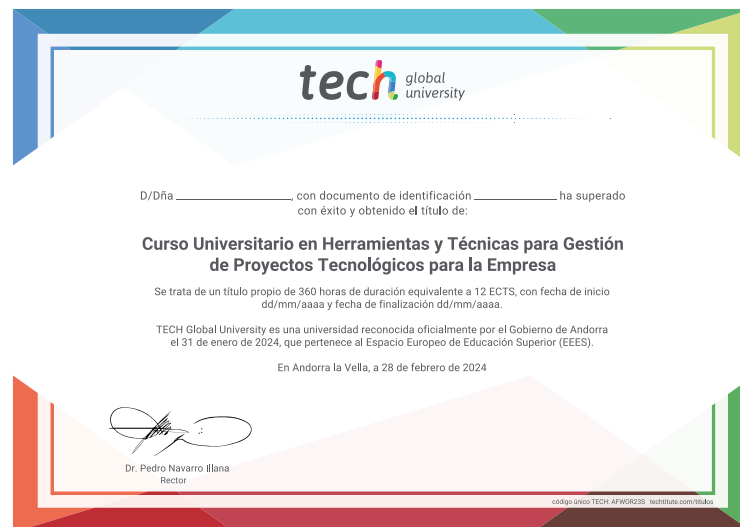 tech global university
D/Dña ____________, con documento de identificación ____________ ha superado
con éxito y obtenido el título de:
Curso Universitario en Herramientas y Técnicas para Gestión
de Proyectos Tecnológicos para la Empresa
Se trata de un título propio de 360 horas de duración equivalente a 12 ECTS, con fecha de inicio
dd/mm/aaaa y fecha de finalización dd/mm/aaaa.
TECH Global University es una universidad reconocida oficialmente por el Gobierno de Andorra
el 31 de enero de 2024, que pertenece al Espacio Europeo de Educación Superior (EEES).
En Andorra la Vella, a 28 de febrero de 2024
Dr. Pedro Navarro Illana
Rector
código único TECH: AFWOR23S techtitute.com/titulos